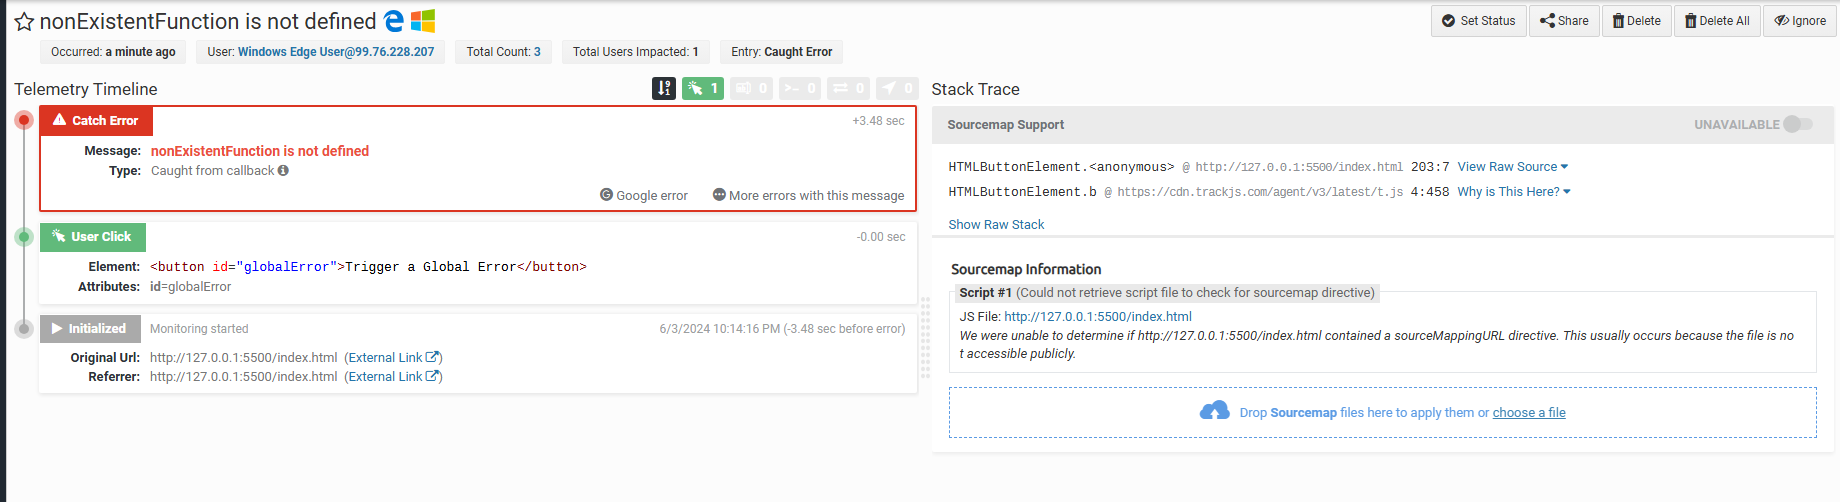 nonExistentFunction is not defined
Set Status
Share
Delete
Delete All
Ignore
Occurred: a minute ago
User: Windows Edge User@99.76.228.207
Total Count: 3
Total Users Impacted: 1
Entry: Caught Error
Telemetry Timeline
1
0
0
0
0
Catch Error
+3.48 sec
Message: nonExistentFunction is not defined
Type: Caught from callback
Google error
More errors with this message
User Click
-0.00 sec
Element: <button id="globalError">Trigger a Global Error</button>
Attributes: id=globalError
Initialized
Monitoring started
6/3/2024 10:14:16 PM (-3.48 sec before error)
Original Url: http://127.0.0.1:5500/index.html (External Link)
Referrer: http://127.0.0.1:5500/index.html (External Link)
Stack Trace
Sourcemap Support
UNAVAILABLE
HTMLButtonElement.<anonymous> @ http://127.0.0.1:5500/index.html 203:7 View Raw Source
HTMLButtonElement.b @ https://cdn.trackjs.com/agent/v3/latest/t.js 4:458 Why is This Here?
Show Raw Stack
Sourcemap Information
Script #1 (Could not retrieve script file to check for sourcemap directive)
JS File: http://127.0.0.1:5500/index.html
We were unable to determine if http://127.0.0.1:5500/index.html contained a sourceMappingURL directive. This usually occurs because the file is no
t accessible publicly.
Drop Sourcemap files here to apply them or choose a file